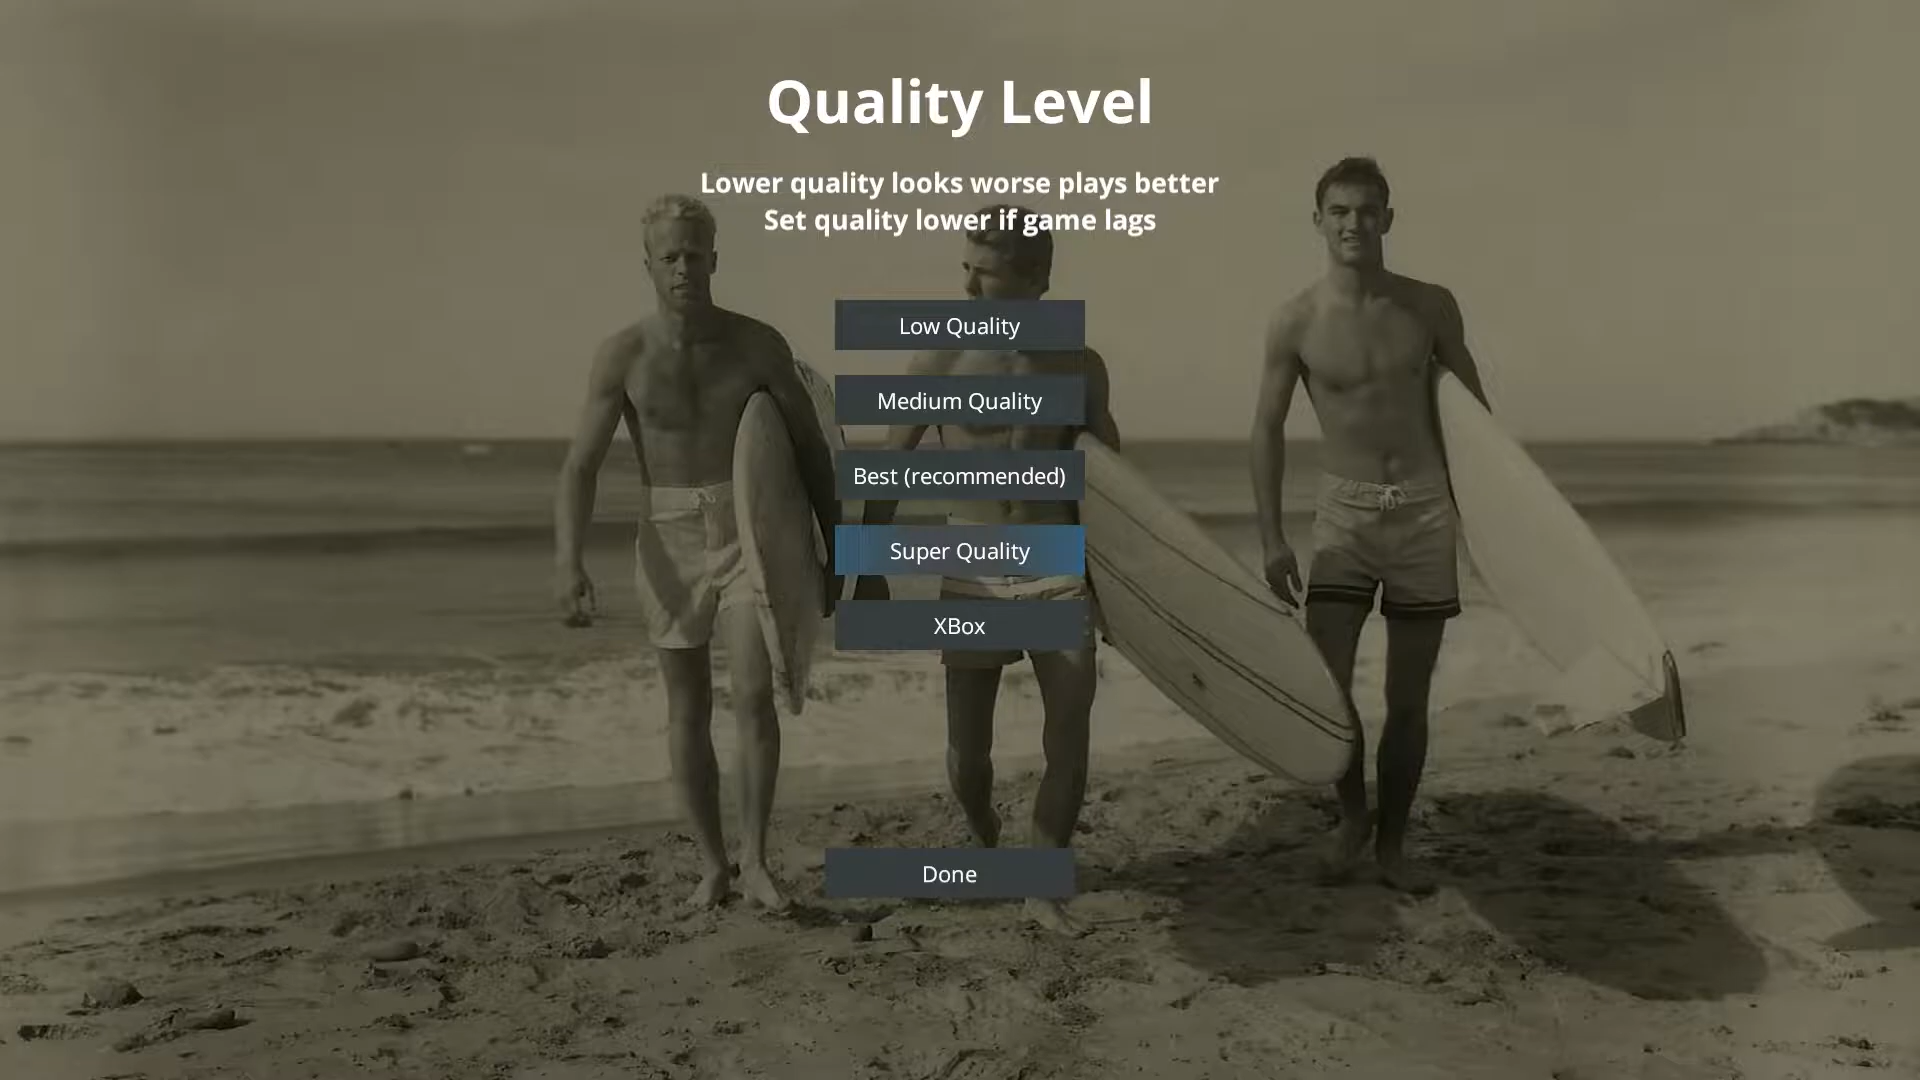 Quality Level
Lower quality looks worse plays better
Set quality lower if game lags
Low Quality
Medium Quality
Best (recommended)
Super Quality
XBox
Done